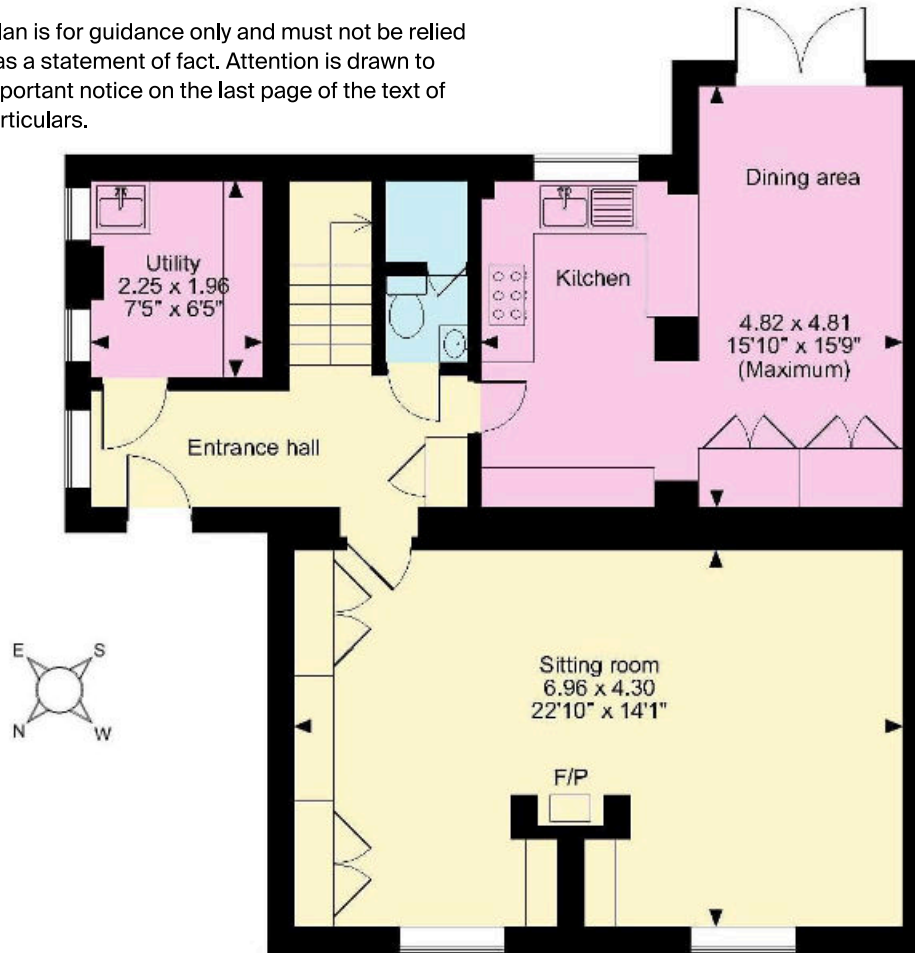 lan is for guidance only and must not be relied
as a statement of fact. Attention is drawn to
portant notice on the last page of the text of
rticulars.
Dining area
Utility
2.25 x 1.96
7'5" x 6'5"
Kitchen
4.82 x 4.81
15'10" x 15'9"
(Maximum)
Entrance hall
E
S
N
W
Sitting room
6.96 x 4.30
22'10" x 14'1"
F/P